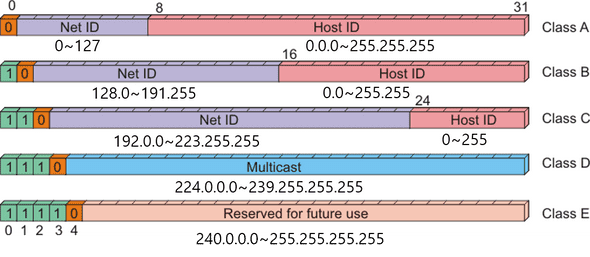 0 8 31
0 Net ID Host ID Class A
0~127 0.0.0~255.255.255
16
1 0 Net ID Host ID Class B
128.0~191.255 0.0~255.255
24
1 1 0 Net ID Host ID Class C
192.0.0~223.255.255 0~255
1 1 1 0 Multicast Class D
224.0.0.0~239.255.255.255
1 1 1 1 0 Reserved for future use Class E
0 1 2 3 4
240.0.0.0~255.255.255.255